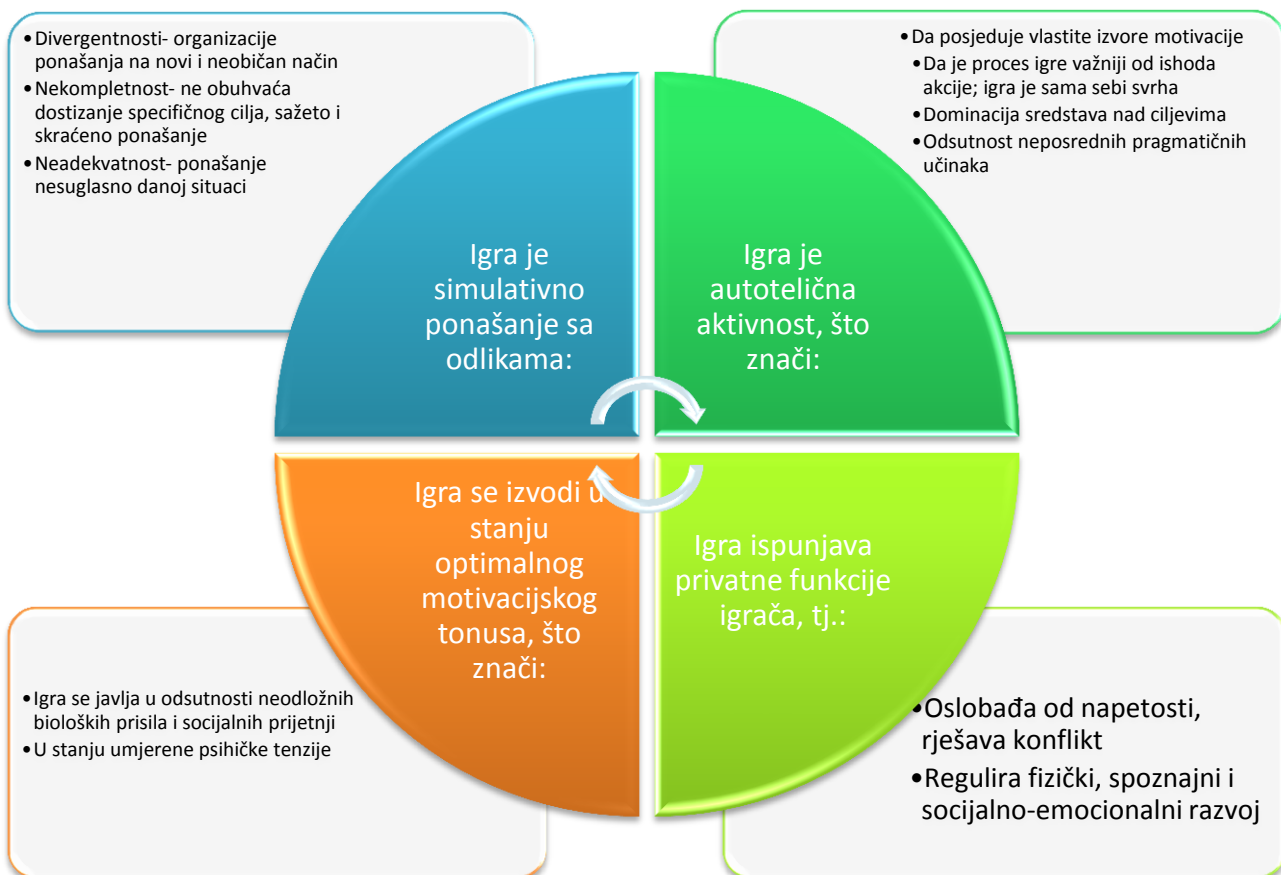 •Divergentnosti- organizacije
ponašanja na novi i neobičan način
•Nekompletnost- ne obuhvaća
dostizanje specifičnog cilja, sažeto i
skraćeno ponašanje
•Neadekvatnost- ponašanje
nesuglasno danoj situaci
•Da posjeduje vlastite izvore motivacije
•Da je proces igre važniji od ishoda
akcije; igra je sama sebi svrha
•Dominacija sredstava nad ciljevima
•Odsutnost neposrednih pragmatičnih
učinaka
Igra je
simulativno
ponašanje sa
odlikama:
Igra je
autotelična
aktivnost, što
znači:
Igra se izvodi u
stanju
optimalnog
motivacijskog
tonusa, što
znači:
Igra ispunjava
privatne funkcije
igrača, tj.:
•Igra se javlja u odsutnosti neodložnih
bioloških prisila i socijalnih prijetnji
•U stanju umjerene psihičke tenzije
•Oslobađa od napetosti,
rješava konflikt
•Regulira fizički, spoznajni i
socijalno-emocionalni razvoj